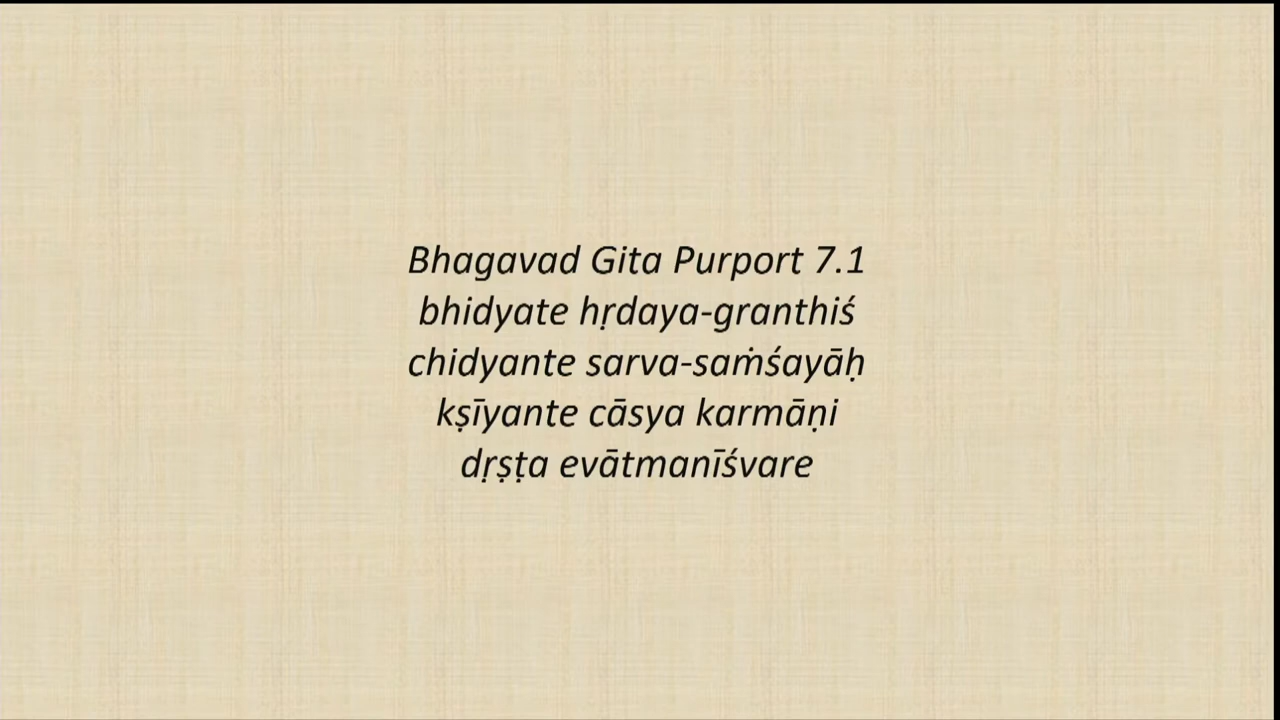 Bhagavad Gita Purport 7.1
bhidyate hṛdaya-granthiś
chidyante sarva-saṁśayāḥ
kṣīyante cāsya karmāṇi
dṛṣṭa evātmanīśvare